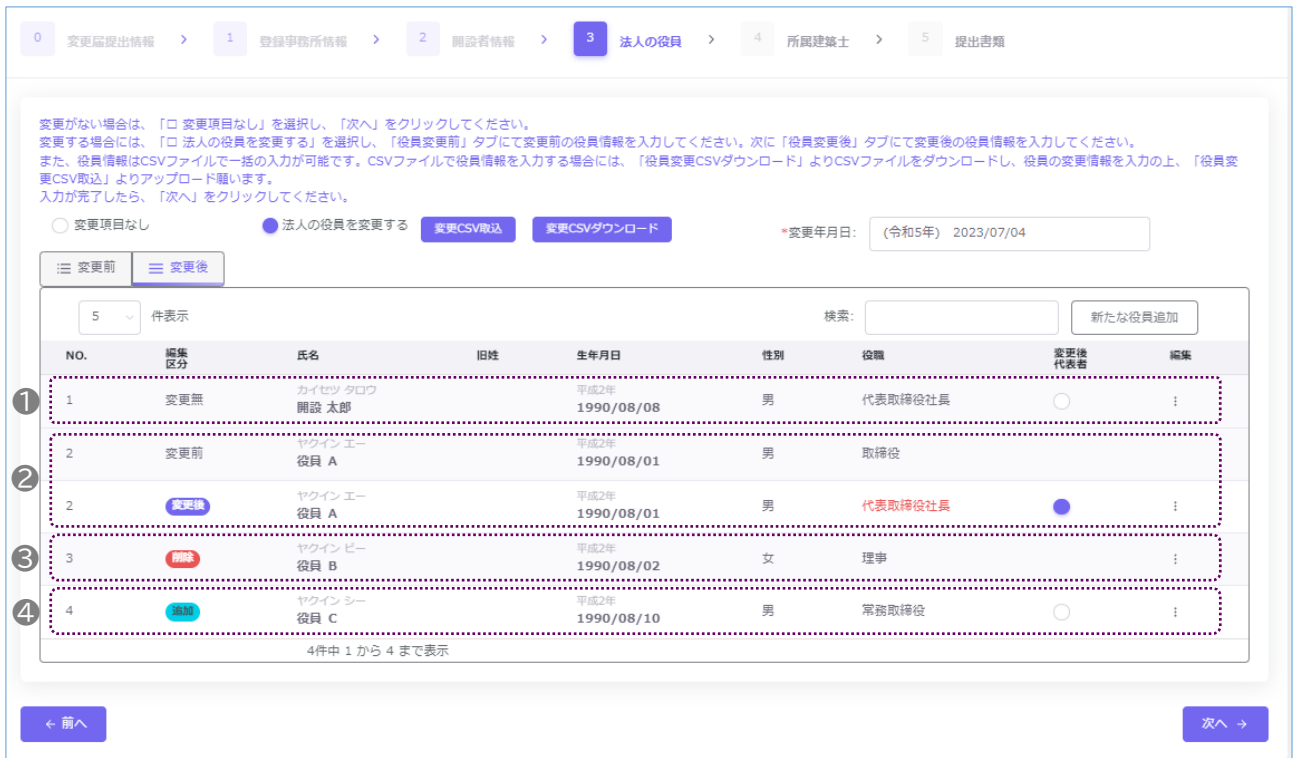 0 変更届提出情報 > 1 登録事務所情報 > 2 開設者情報 > 3 法人の役員 > 4 所属建築士 > 5 提出書類
変更がない場合は、「□ 変更項目なし」を選択し、「次へ」をクリックしてください。
変更する場合には、「□ 法人の役員を変更する」を選択し、「役員変更前」タブにて変更前の役員情報を入力してください。次に「役員変更後」タブにて変更後の役員情報を入力してください。
また、役員情報はCSVファイルで一括の入力が可能です。CSVファイルで役員情報を入力する場合には、「役員変更CSVダウンロード」よりCSVファイルをダウンロードし、役員の変更情報を入力の上、「役員変
更CSV取込」よりアップロード願います。
入力が完了したら、「次へ」をクリックしてください。
変更項目なし 法人の役員を変更する 変更CSV取込 変更CSVダウンロード *変更年月日: (令和5年) 2023/07/04
変更前 変更後
5 件表示 検索: 新たな役員追加
NO. 編集 氏名 旧姓 生年月日 性別 役職 変更後 編集
区分 代表者
カイセツ タロウ 平成2年
❶ 1 変更無 開設 太郎 1990/08/08 男 代表取締役社長 ⋮
ヤクイン エー 平成2年
2 変更前 役員 A 1990/08/01 男 取締役
❷
ヤクイン エー 平成2年
2 変更後 役員 A 1990/08/01 男 代表取締役社長 ⋮
ヤクイン ビー 平成2年
❸ 3 削除 役員 B 1990/08/02 女 理事 ⋮
ヤクイン シー 平成2年
❹ 4 追加 役員 C 1990/08/10 男 常務取締役 ⋮
4件中 1 から 4 まで表示
← 前へ 次へ →